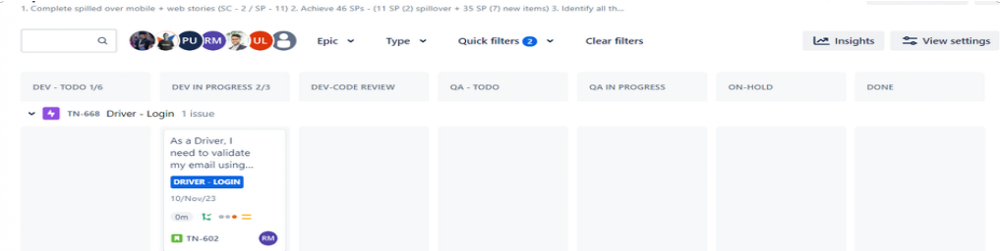 1. Complete spilled over mobile + web stories (SC - 2 / SP - 11) 2. Achieve 46 SPs - (11 SP (2) spillover + 35 SP (7) new items) 3. Identify all th...
PU RM UL Epic Type Quick filters 2 Clear filters Insights View settings
DEV - TODO 1/6 DEV IN PROGRESS 2/3 DEV-CODE REVIEW QA - TODO QA IN PROGRESS ON-HOLD DONE
TN-668 Driver - Login 1 issue
As a Driver, I
need to validate
my email using...
DRIVER - LOGIN
10/Nov/23
0m
TN-602 RM